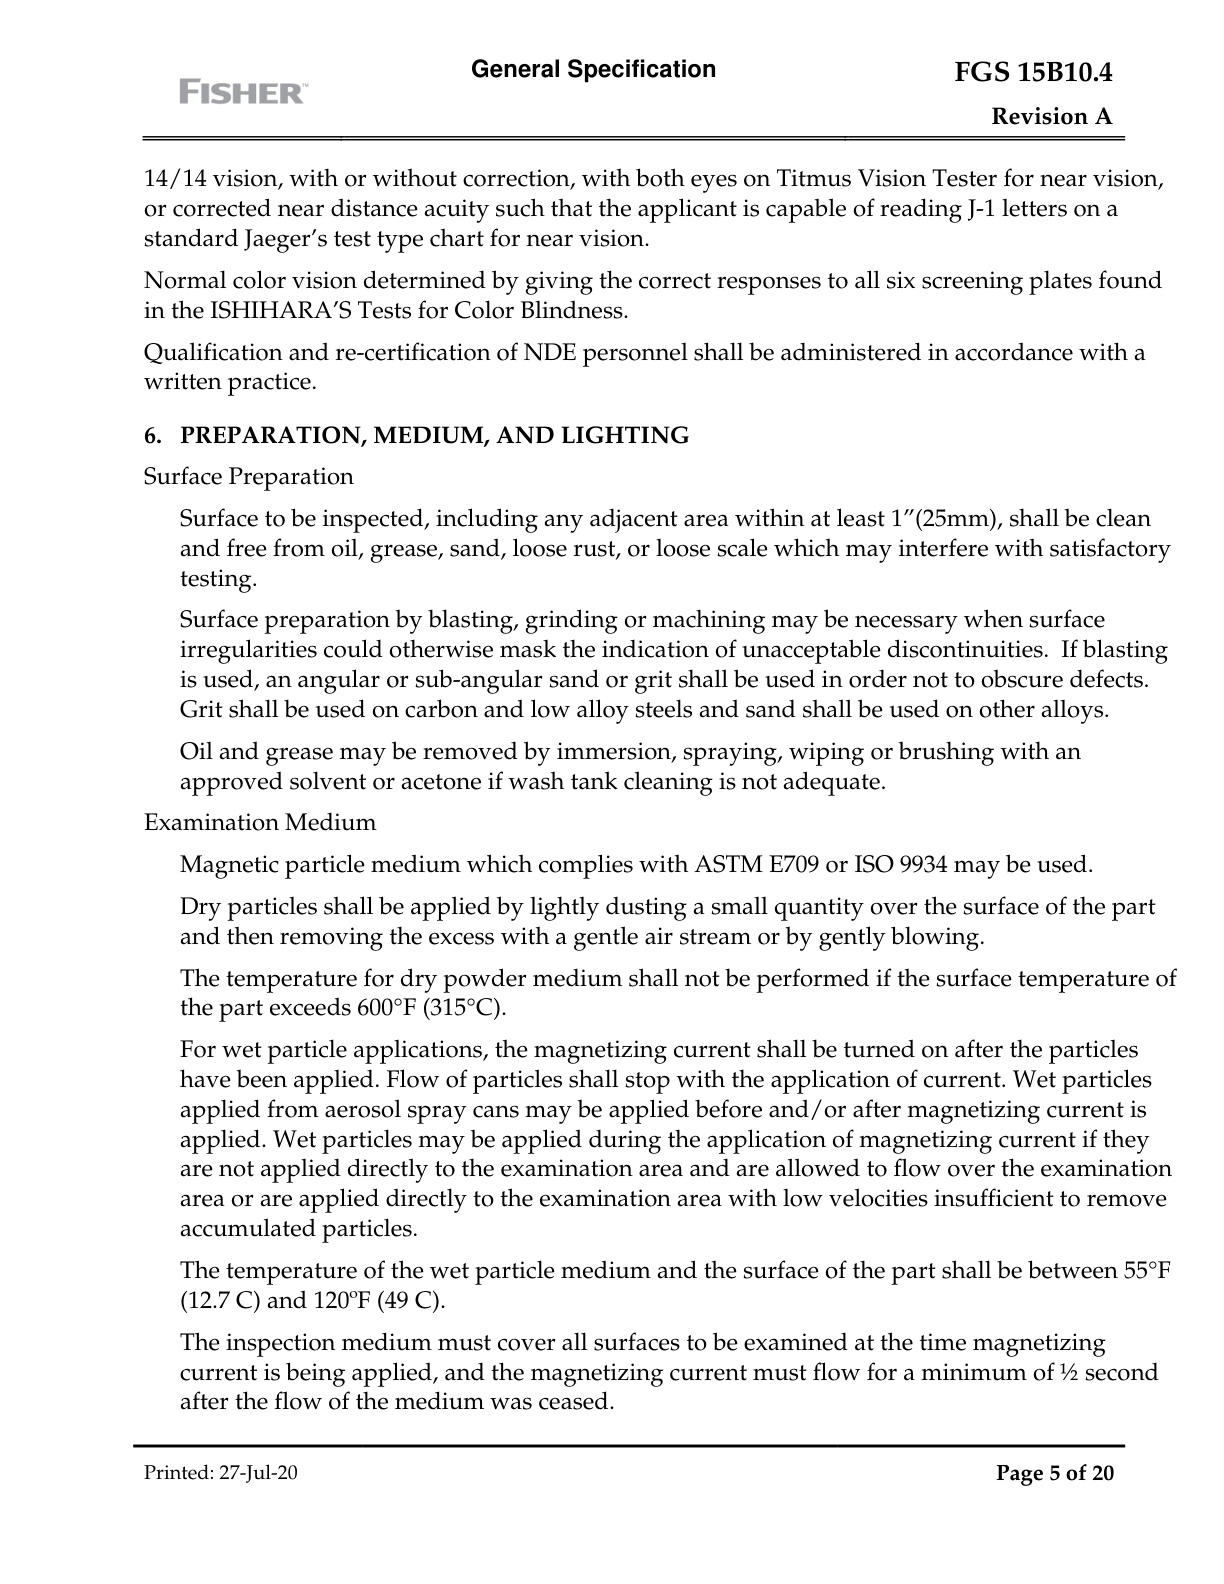 General Specification
FGS 15B10.4
FISHER™
Revision A
14/14 vision, with or without correction, with both eyes on Titmus Vision Tester for near vision,
or corrected near distance acuity such that the applicant is capable of reading J-1 letters on a
standard Jaeger’s test type chart for near vision.
Normal color vision determined by giving the correct responses to all six screening plates found
in the ISHIHARA’S Tests for Color Blindness.
Qualification and re-certification of NDE personnel shall be administered in accordance with a
written practice.
6. PREPARATION, MEDIUM, AND LIGHTING
Surface Preparation
Surface to be inspected, including any adjacent area within at least 1”(25mm), shall be clean
and free from oil, grease, sand, loose rust, or loose scale which may interfere with satisfactory
testing.
Surface preparation by blasting, grinding or machining may be necessary when surface
irregularities could otherwise mask the indication of unacceptable discontinuities.  If blasting
is used, an angular or sub-angular sand or grit shall be used in order not to obscure defects.
Grit shall be used on carbon and low alloy steels and sand shall be used on other alloys.
Oil and grease may be removed by immersion, spraying, wiping or brushing with an
approved solvent or acetone if wash tank cleaning is not adequate.
Examination Medium
Magnetic particle medium which complies with ASTM E709 or ISO 9934 may be used.
Dry particles shall be applied by lightly dusting a small quantity over the surface of the part
and then removing the excess with a gentle air stream or by gently blowing.
The temperature for dry powder medium shall not be performed if the surface temperature of
the part exceeds 600°F (315°C).
For wet particle applications, the magnetizing current shall be turned on after the particles
have been applied. Flow of particles shall stop with the application of current. Wet particles
applied from aerosol spray cans may be applied before and/or after magnetizing current is
applied. Wet particles may be applied during the application of magnetizing current if they
are not applied directly to the examination area and are allowed to flow over the examination
area or are applied directly to the examination area with low velocities insufficient to remove
accumulated particles.
The temperature of the wet particle medium and the surface of the part shall be between 55°F
(12.7 C) and 120ºF (49 C).
The inspection medium must cover all surfaces to be examined at the time magnetizing
current is being applied, and the magnetizing current must flow for a minimum of ½ second
after the flow of the medium was ceased.
Printed: 27-Jul-20
Page 5 of 20